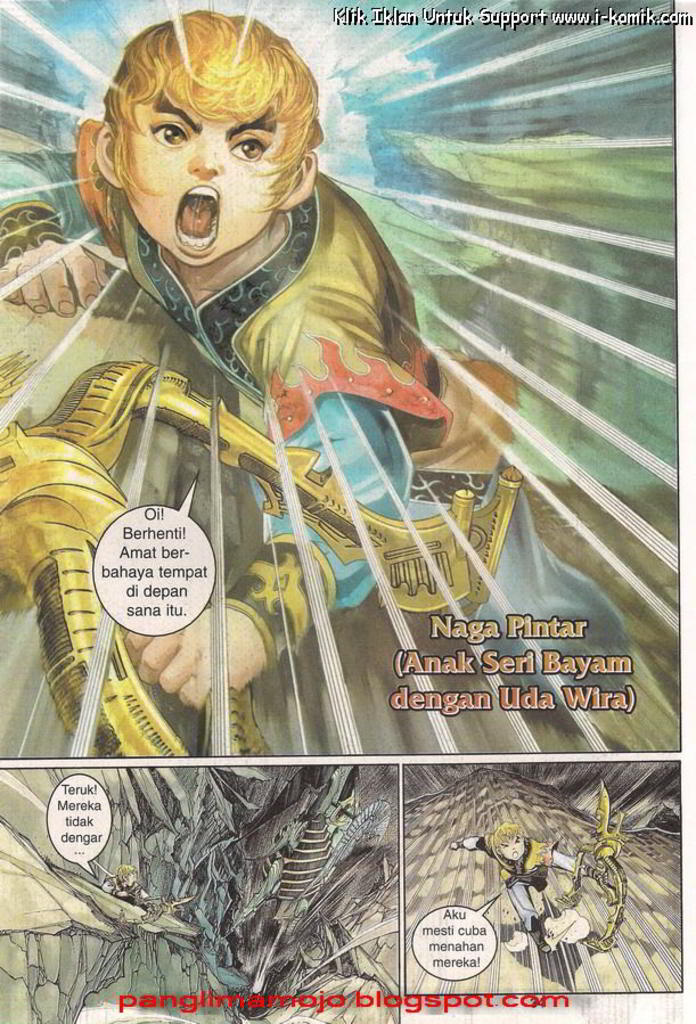 Klik Iklan Untuk Support www.i-komik.com
Oi!
Berhenti!
Amat ber-
bahaya tempat
di depan
sana itu.
Naga Pintar
(Anak Seri Bayam
dengan Uda Wira)
Teruk!
Mereka
tidak
dengar
...
Aku
mesti cuba
menahan
mereka!
panglimamojo.blogspot.com